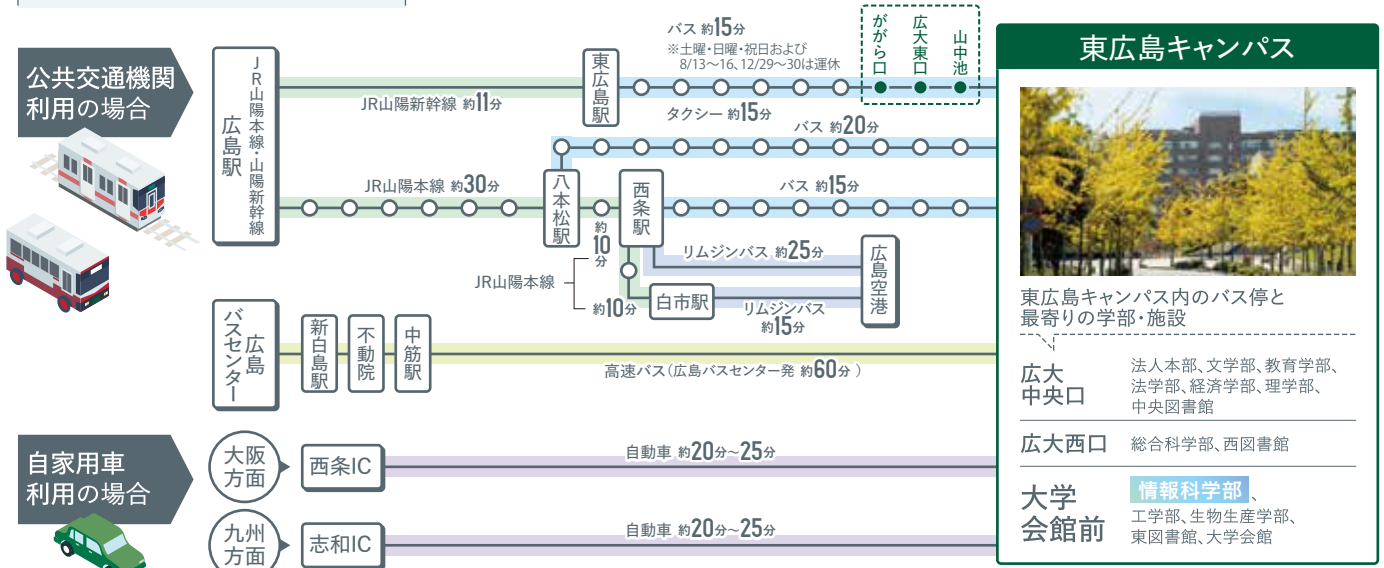 公共交通機関
利用の場合
JR山陽本線・山陽新幹線
広島駅
JR山陽新幹線 約11分
東広島駅
バス 約15分
※土曜・日曜・祝日および
8/13〜16、12/29〜30は運休
タクシー 約15分
ががら口
広大東口
山中池
バス 約20分
JR山陽本線 約30分
八本松駅
約10分
西条駅
バス 約15分
リムジンバス 約25分
広島空港
JR山陽本線
約10分
白市駅
リムジンバス
約15分
広島
バスセンター
新白島駅
不動院
中筋駅
高速バス（広島バスセンター発 約60分 ）
自家用車
利用の場合
大阪
方面
西条IC
自動車 約20分〜25分
九州
方面
志和IC
自動車 約20分〜25分
東広島キャンパス
東広島キャンパス内のバス停と
最寄りの学部・施設
広大
中央口
法人本部、文学部、教育学部、
法学部、経済学部、理学部、
中央図書館
広大西口
総合科学部、西図書館
大学
会館前
情報科学部、
工学部、生物生産学部、
東図書館、大学会館